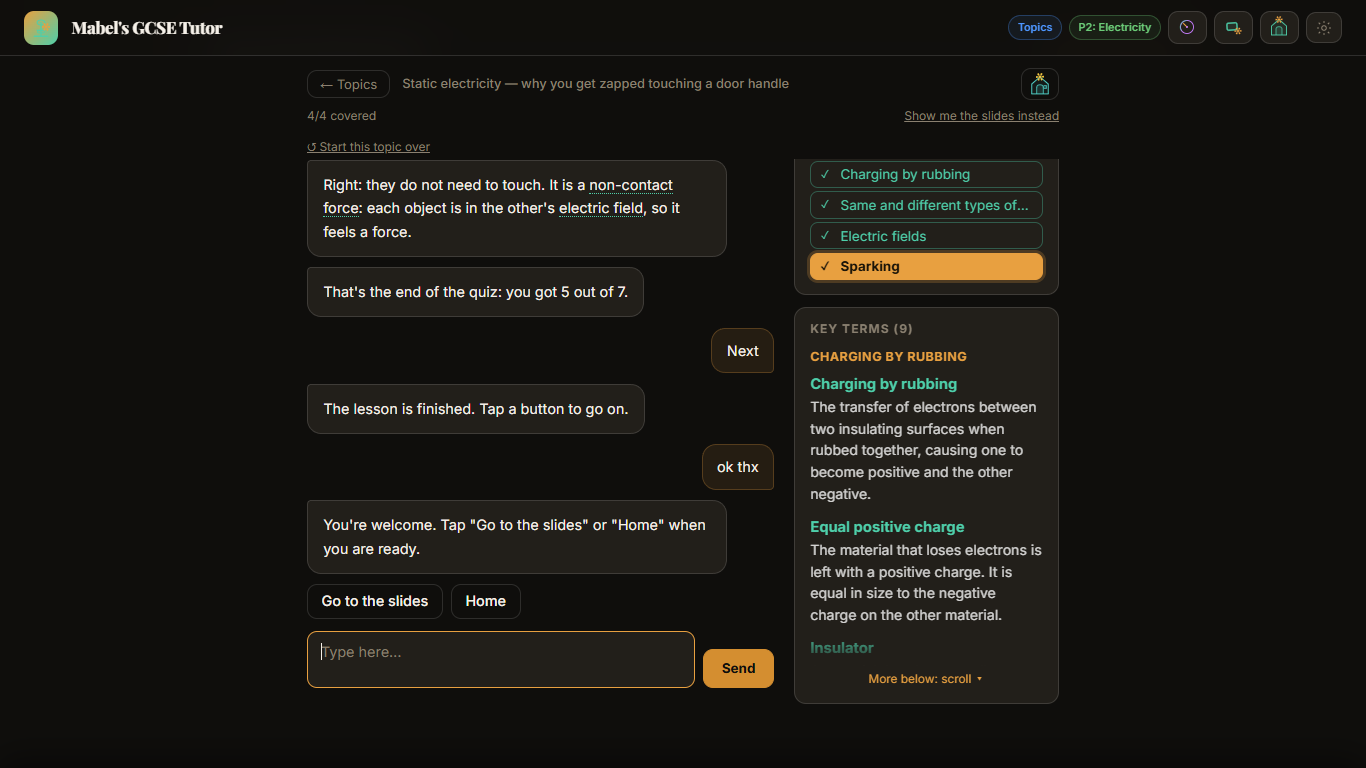 Mabel's GCSE Tutor
Topics
P2: Electricity
← Topics
Static electricity — why you get zapped touching a door handle
4/4 covered
Show me the slides instead
↺ Start this topic over
Right: they do not need to touch. It is a non-contact
force: each object is in the other's electric field, so it
feels a force.
That's the end of the quiz: you got 5 out of 7.
Next
The lesson is finished. Tap a button to go on.
ok thx
You're welcome. Tap "Go to the slides" or "Home" when
you are ready.
Go to the slides
Home
Type here...
Send
✓ Charging by rubbing
✓ Same and different types of...
✓ Electric fields
✓ Sparking
KEY TERMS (9)
CHARGING BY RUBBING
Charging by rubbing
The transfer of electrons between
two insulating surfaces when
rubbed together, causing one to
become positive and the other
negative.
Equal positive charge
The material that loses electrons is
left with a positive charge. It is
equal in size to the negative
charge on the other material.
Insulator
More below: scroll ▾